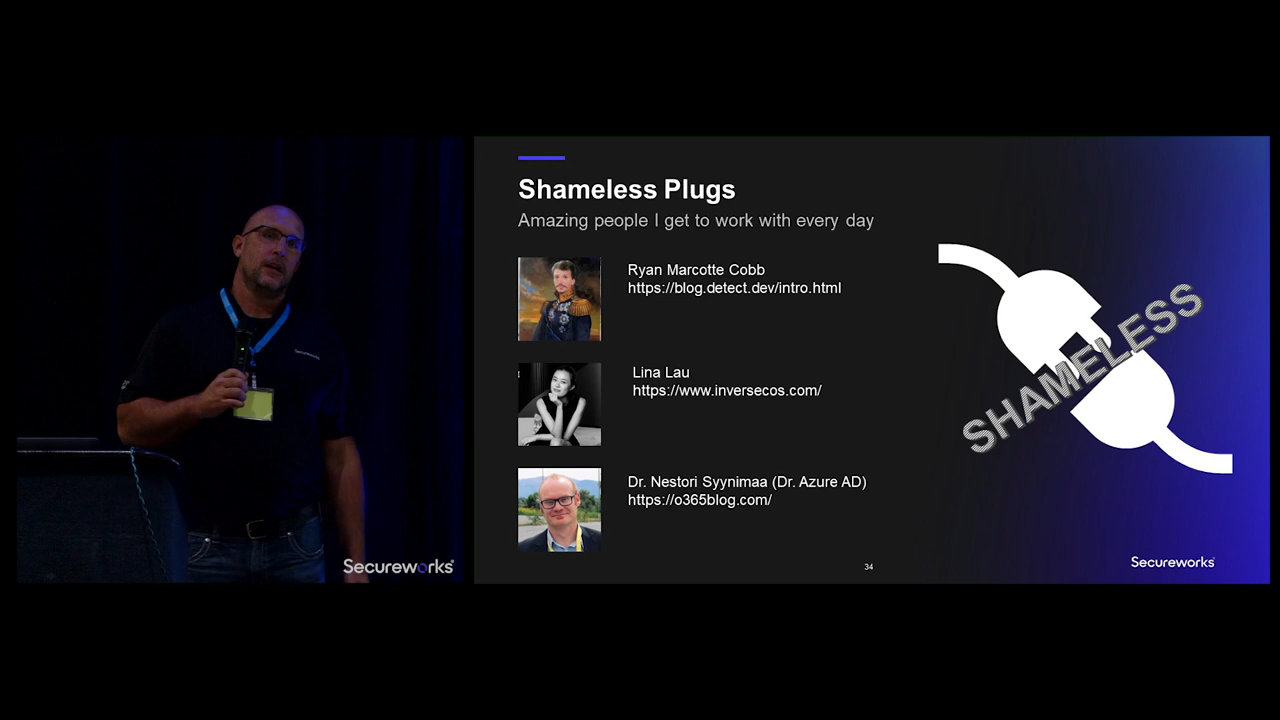 Secureworks
Secureworks
Shameless Plugs
Amazing people I get to work with every day
Ryan Marcotte Cobb
https://blog.detect.dev/intro.html
Lina Lau
https://www.inversecos.com/
Dr. Nestori Syynimaa (Dr. Azure AD)
https://o365blog.com/
SHAMELESS
34
Secureworks